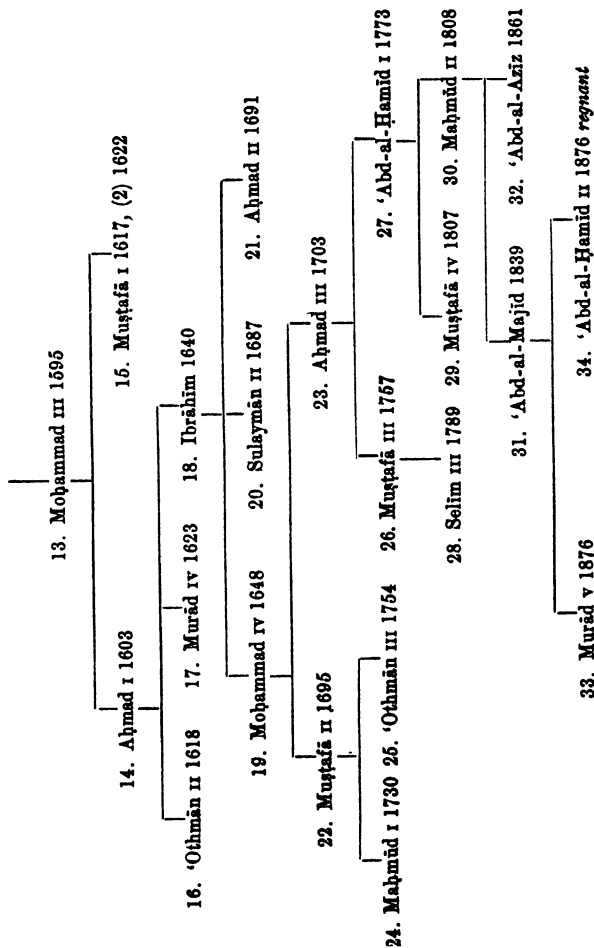 13. Moḥammad III 1595
14. Aḥmad I 1603 15. Muṣṭafā I 1617, (2) 1622
16. ‘Othmān II 1618 17. Murād IV 1623 18. Ibrāhīm 1640
19. Moḥammad IV 1648 20. Sulaymān II 1687 21. Aḥmad II 1691
22. Muṣṭafā II 1695 23. Aḥmad III 1703
24. Maḥmūd I 1730 25. ‘Othmān III 1754 26. Muṣṭafā III 1757 27. ‘Abd-al-Ḥamīd I 1773
28. Selīm III 1789 29. Muṣṭafā IV 1807 30. Maḥmūd II 1808
31. ‘Abd-al-Majīd 1839 32. ‘Abd-al-Azīz 1861
33. Murād V 1876 34. ‘Abd-al-Ḥamīd II 1876 regnant